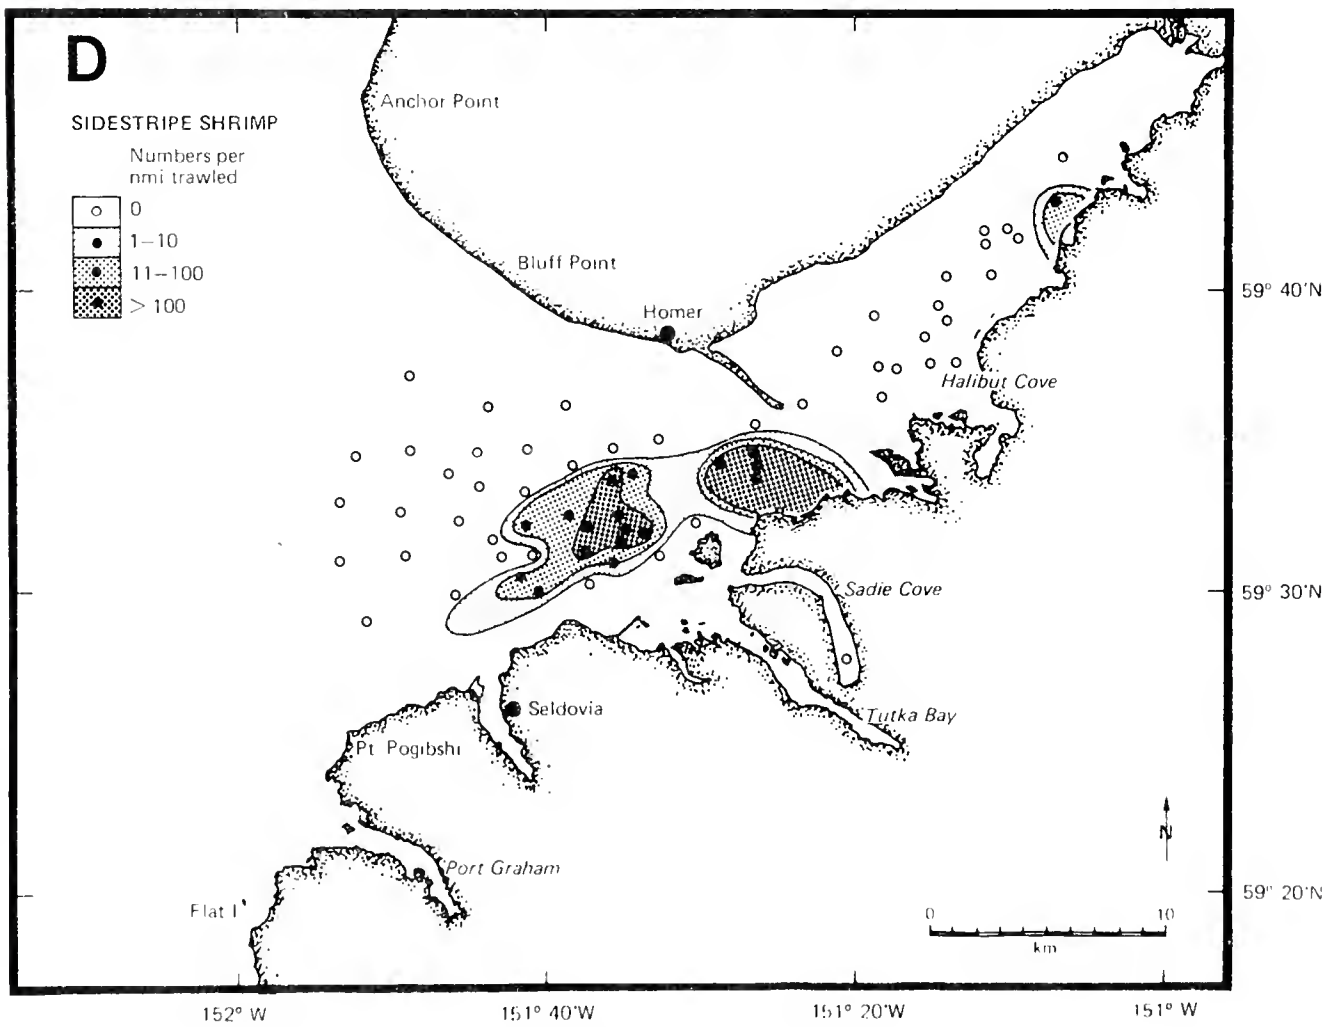 D
SIDESTRIPE SHRIMP
Numbers per
nmi trawled
0
1–10
11–100
> 100
Anchor Point
Bluff Point
Homer
Halibut Cove
Sadie Cove
Tutka Bay
Seldovia
Pt. Pogibshi
Port Graham
Flat I
N
0 10
km
59° 40'N
59° 30'N
59° 20'N
152° W
151° 40'W
151° 20'W
151° W